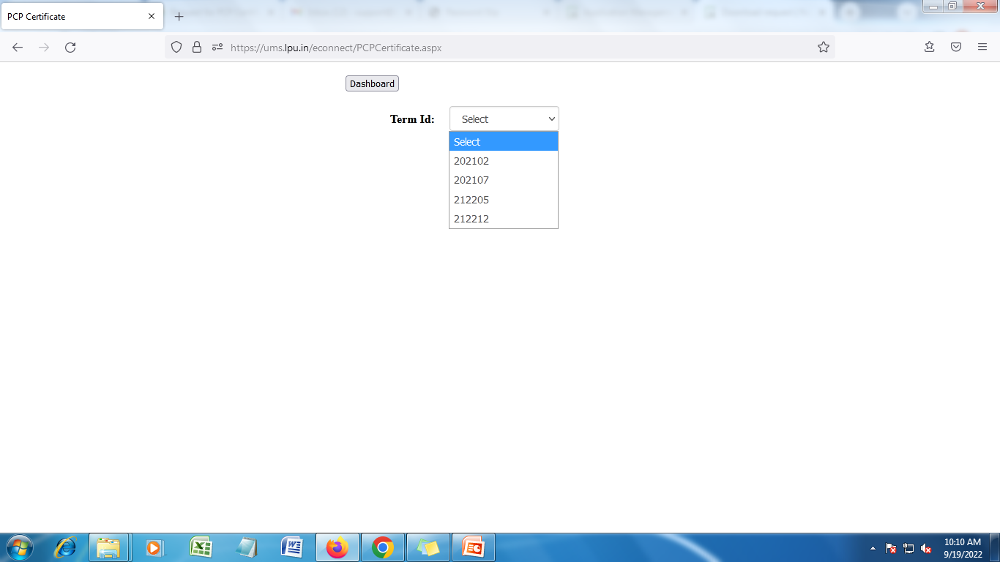 PCP Certificate
https://ums.lpu.in/econnect/PCPCertificate.aspx
Dashboard
Term Id:
Select
Select
202102
202107
212205
212212
10:10 AM
9/19/2022